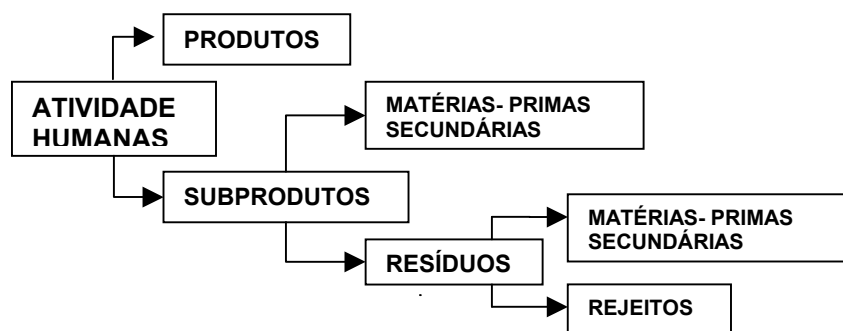 PRODUTOS
ATIVIDADE
HUMANAS
MATÉRIAS- PRIMAS
SECUNDÁRIAS
SUBPRODUTOS
MATÉRIAS- PRIMAS
SECUNDÁRIAS
RESÍDUOS
REJEITOS